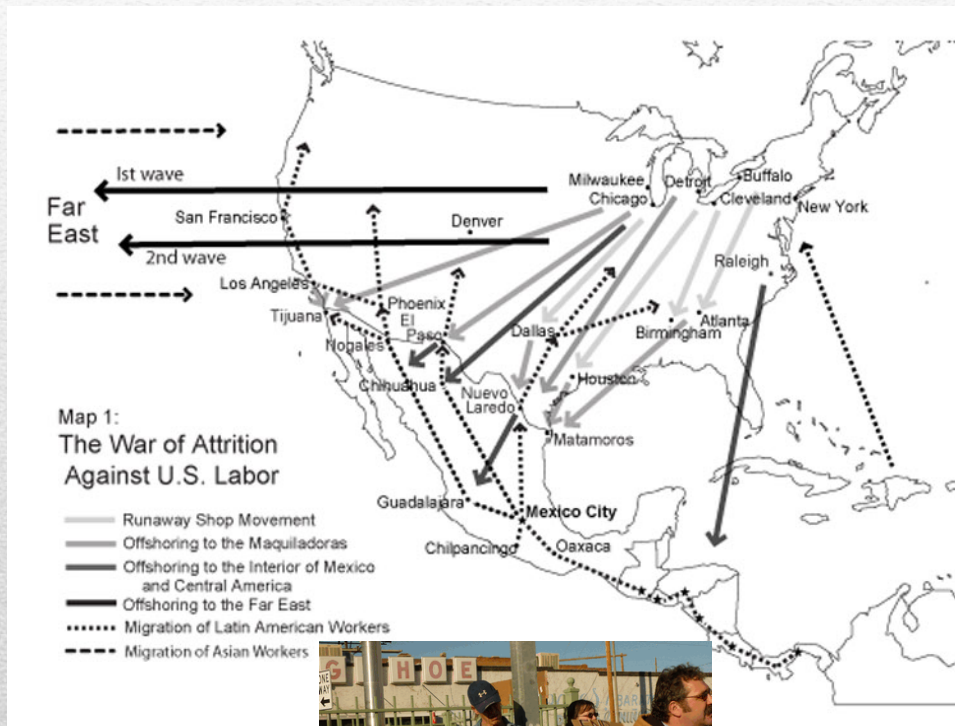 1st wave
Far
East
2nd wave
San Francisco
Denver
Milwaukee
Chicago
Detroit
Buffalo
Cleveland
New York
Raleigh
Los Angeles
Tijuana
Phoenix
El
Paso
Nogales
Dallas
Birmingham
Atlanta
Chihuahua
Houston
Nuevo
Laredo
Matamoros
Map 1:
The War of Attrition
Against U.S. Labor
Guadalajara
Mexico City
Chilpancingo
Oaxaca
Runaway Shop Movement
Offshoring to the Maquiladoras
Offshoring to the Interior of Mexico
and Central America
Offshoring to the Far East
Migration of Latin American Workers
Migration of Asian Workers
G HOE
ONE
WAY